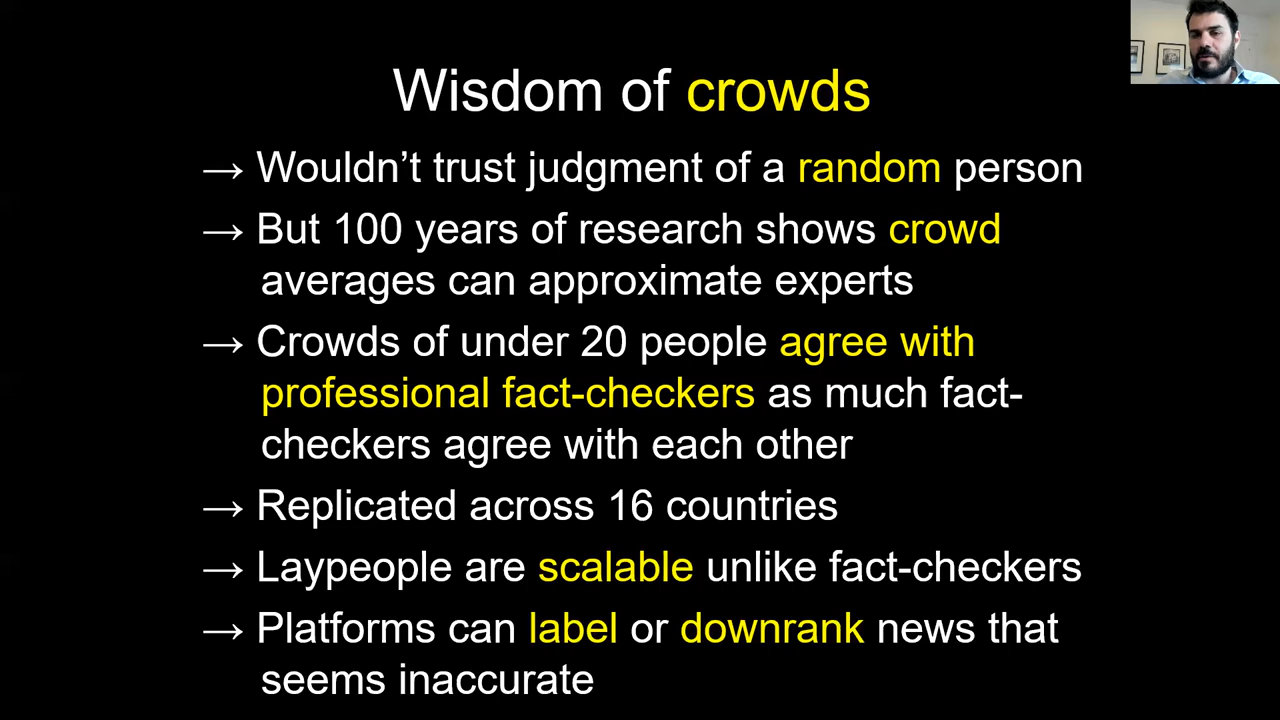 Wisdom of crowds
→ Wouldn’t trust judgment of a random person
→ But 100 years of research shows crowd
averages can approximate experts
→ Crowds of under 20 people agree with
professional fact-checkers as much fact-
checkers agree with each other
→ Replicated across 16 countries
→ Laypeople are scalable unlike fact-checkers
→ Platforms can label or downrank news that
seems inaccurate